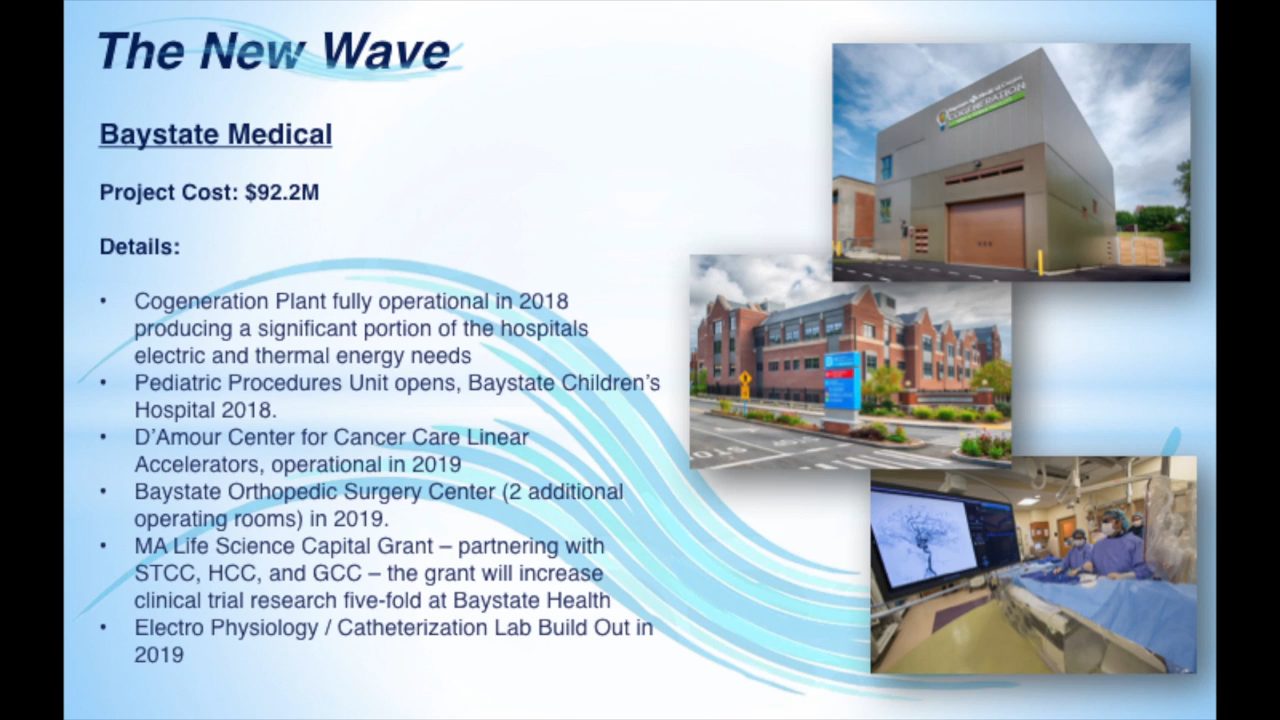 The New Wave
Baystate Medical
Project Cost: $92.2M
Details:
• Cogeneration Plant fully operational in 2018
producing a significant portion of the hospitals
electric and thermal energy needs
• Pediatric Procedures Unit opens, Baystate Children's
Hospital 2018.
• D'Amour Center for Cancer Care Linear
Accelerators, operational in 2019
• Baystate Orthopedic Surgery Center (2 additional
operating rooms) in 2019.
• MA Life Science Capital Grant – partnering with
STCC, HCC, and GCC – the grant will increase
clinical trial research five-fold at Baystate Health
• Electro Physiology / Catheterization Lab Build Out in
2019
COGENERATION